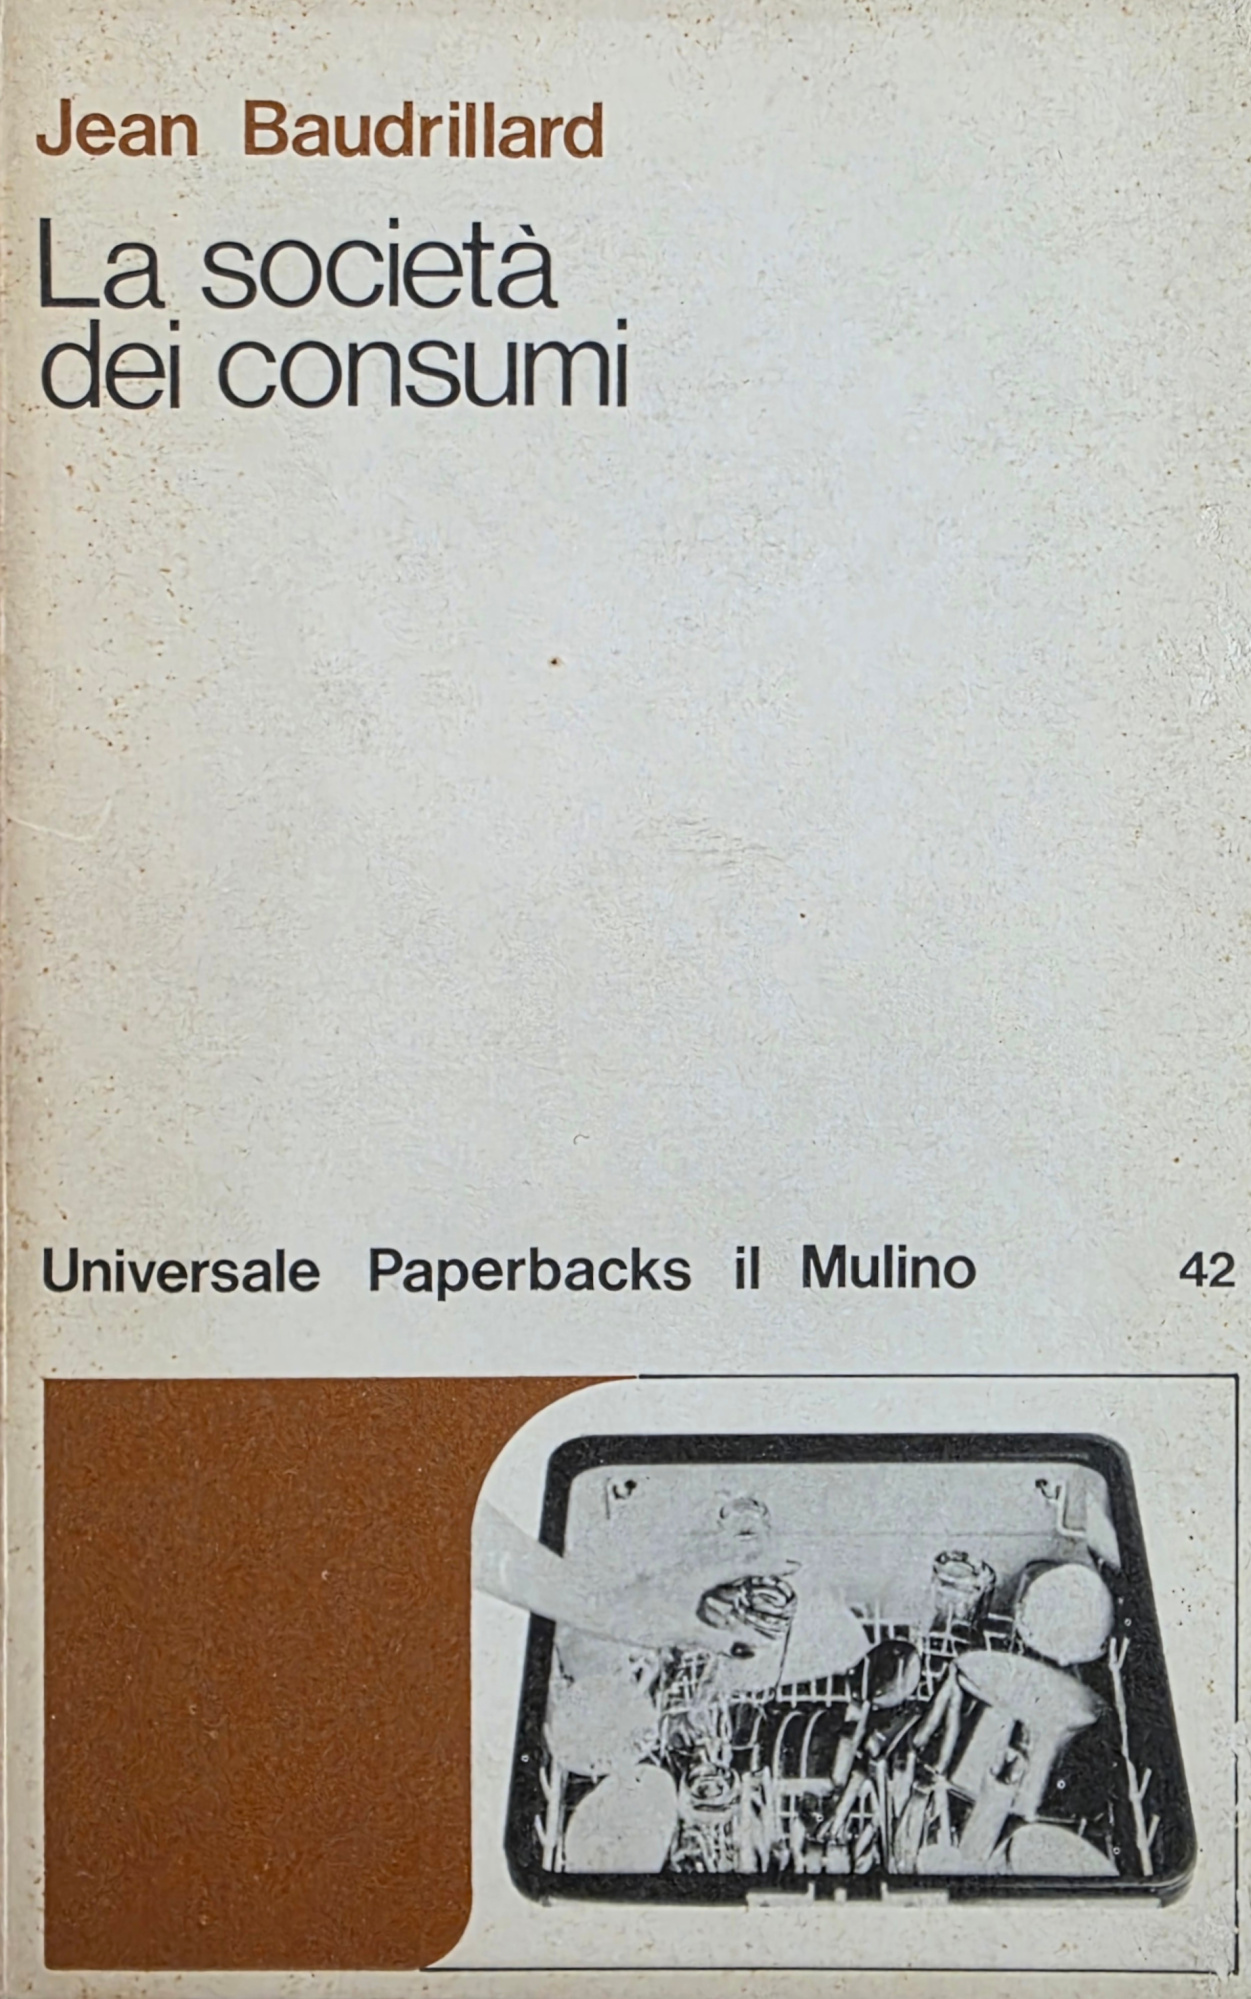 Jean Baudrillard
La società
dei consumi
Universale Paperbacks il Mulino 42